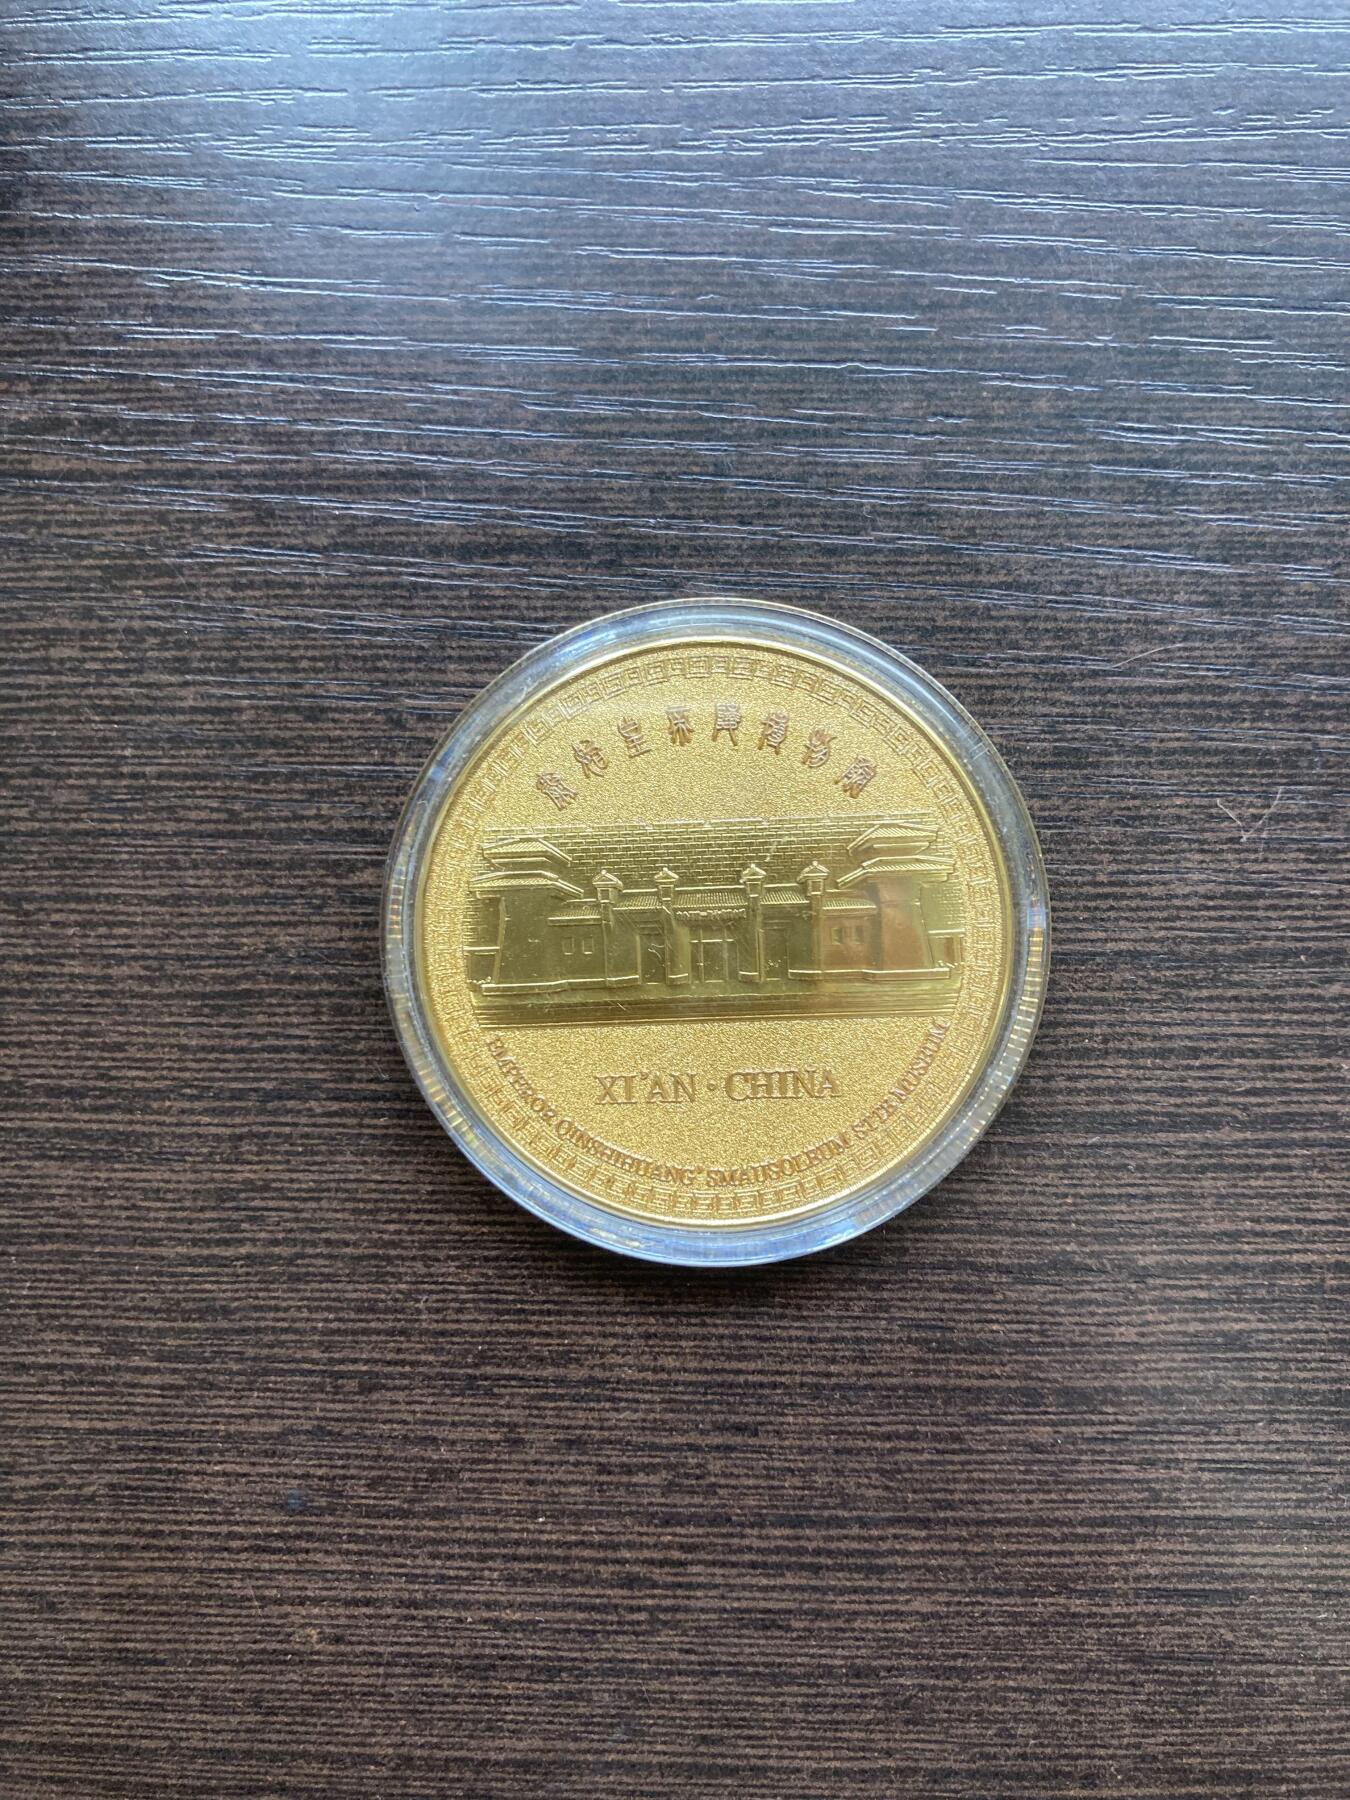 秦始皇帝陵博物院
XI'AN·CHINA
EMPEROR QINSHIHUANG'SMAUSOLEUM SITE MUSEUM